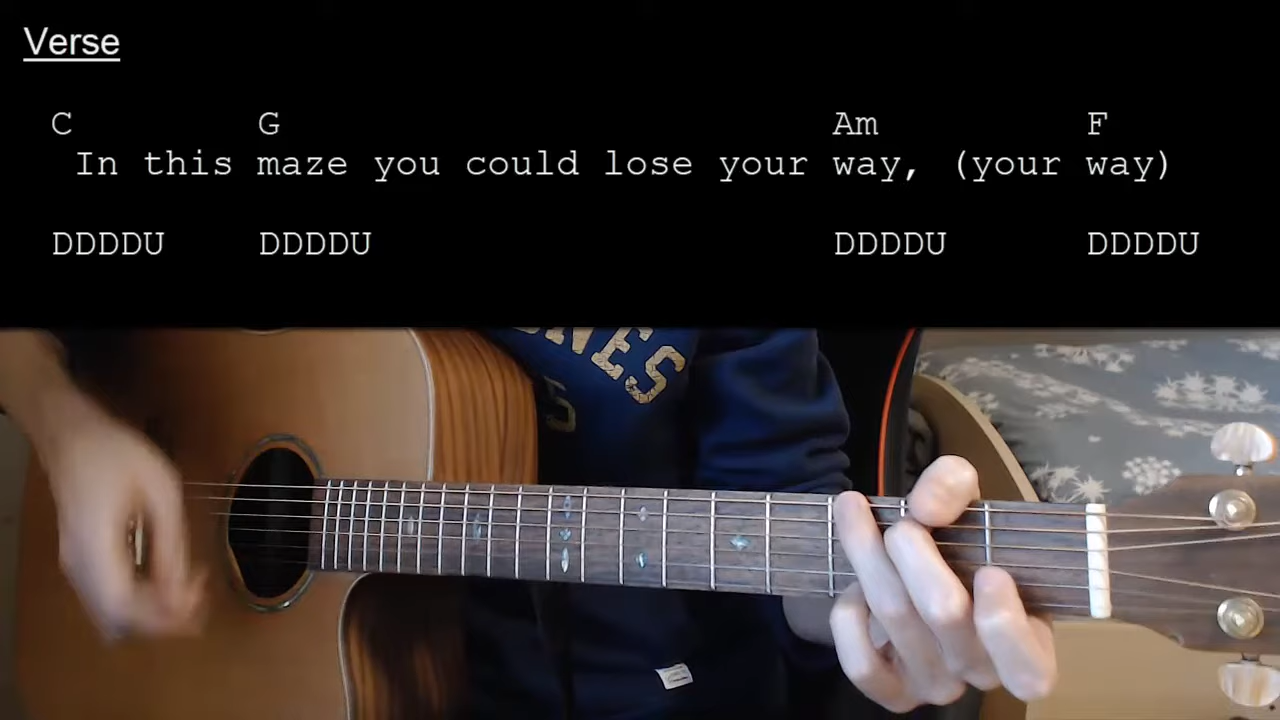 Verse
C G Am F
In this maze you could lose your way, (your way)
DDDDU DDDDU DDDDU DDDDU